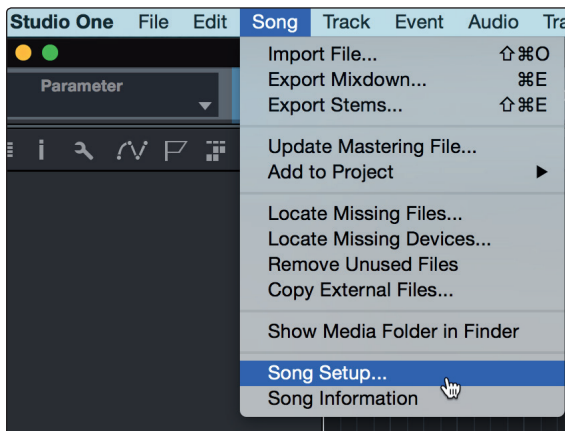 Studio One File Edit Song Track Event Audio Tra
Parameter
Import File... ⇧⌘O
Export Mixdown... ⌘E
Export Stems... ⇧⌘E
Update Mastering File...
Add to Project
Locate Missing Files...
Locate Missing Devices...
Remove Unused Files
Copy External Files...
Show Media Folder in Finder
Song Setup...
Song Information